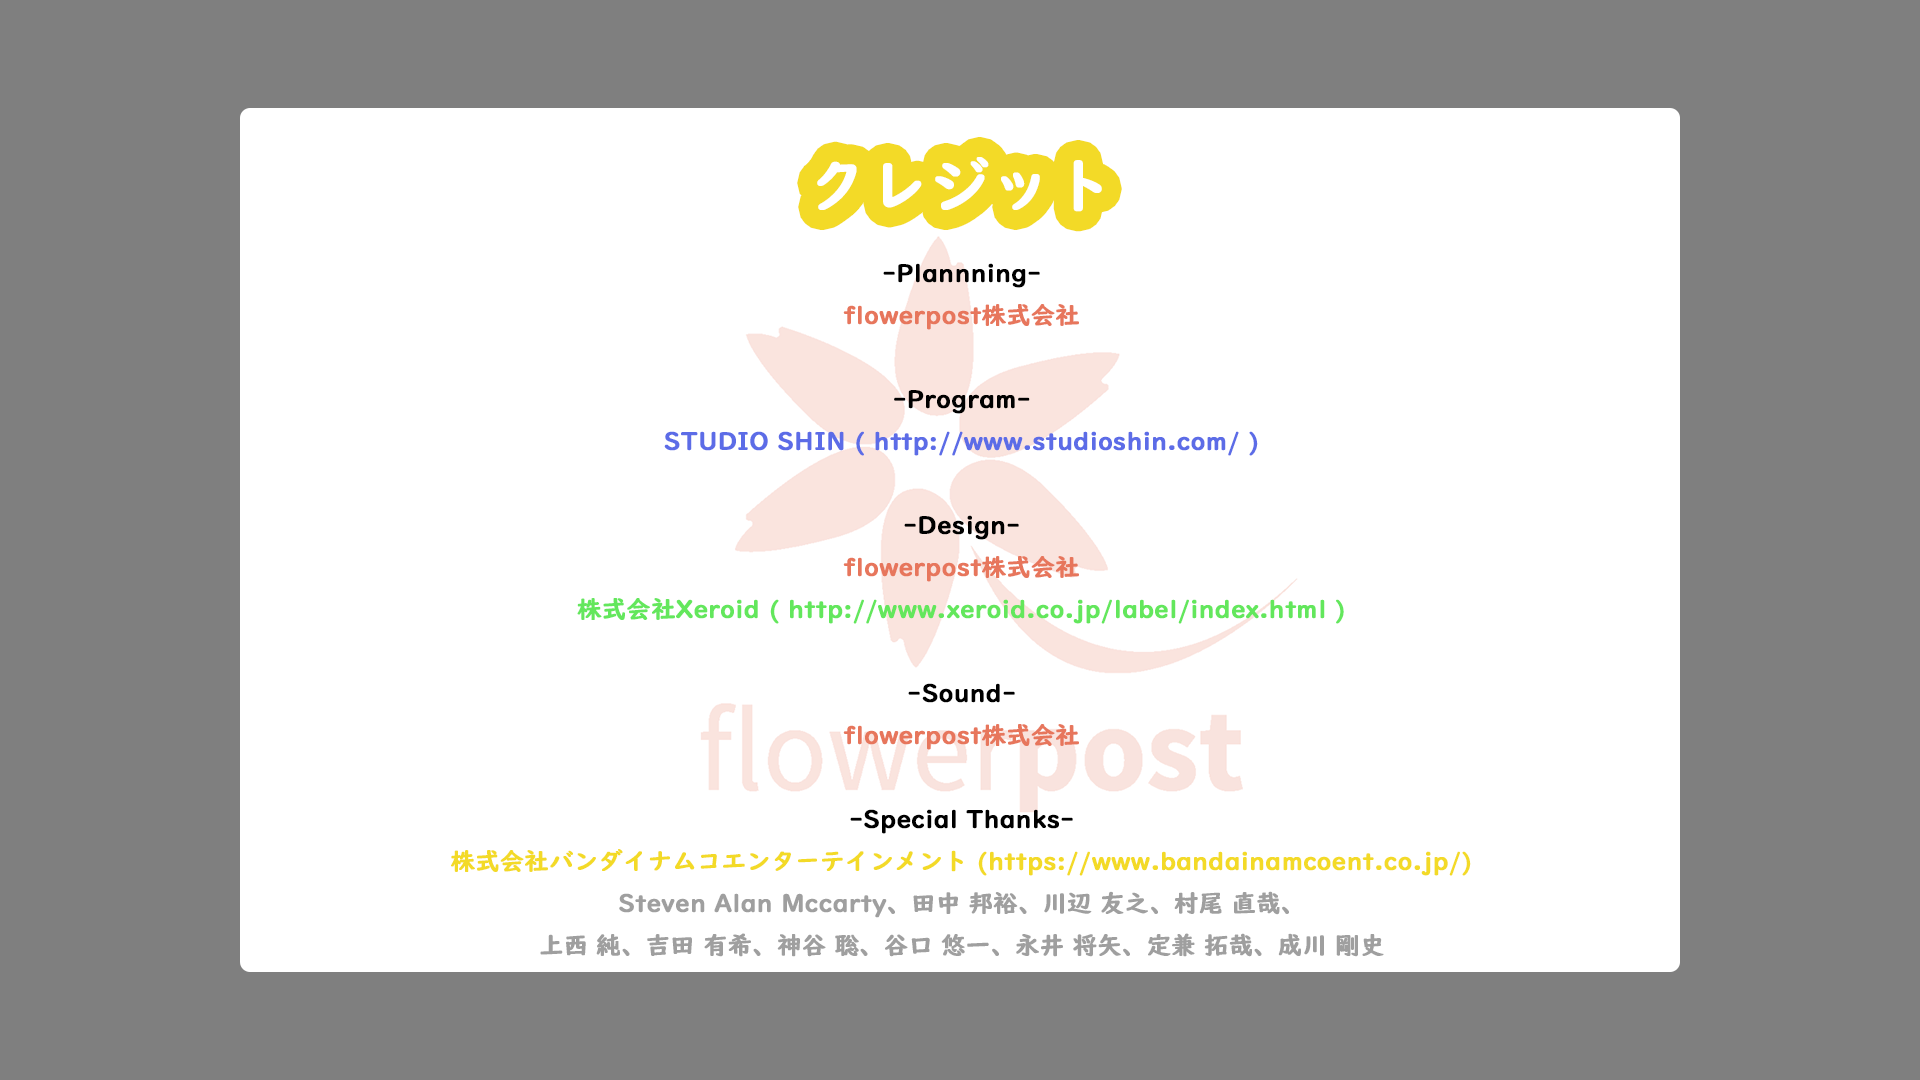 クレジット
-Plannning-
flowerpost株式会社
-Program-
STUDIO SHIN ( http://www.studioshin.com/ )
-Design-
flowerpost株式会社
株式会社Xeroid ( http://www.xeroid.co.jp/label/index.html )
-Sound-
flowerpost株式会社
flowerpost
-Special Thanks-
株式会社バンダイナムコエンターテインメント (https://www.bandainamcoent.co.jp/)
Steven Alan Mccarty、田中 邦裕、川辺 友之、村尾 直哉、
上西 純、吉田 有希、神谷 聡、谷口 悠一、永井 将矢、定兼 拓哉、成川 剛史